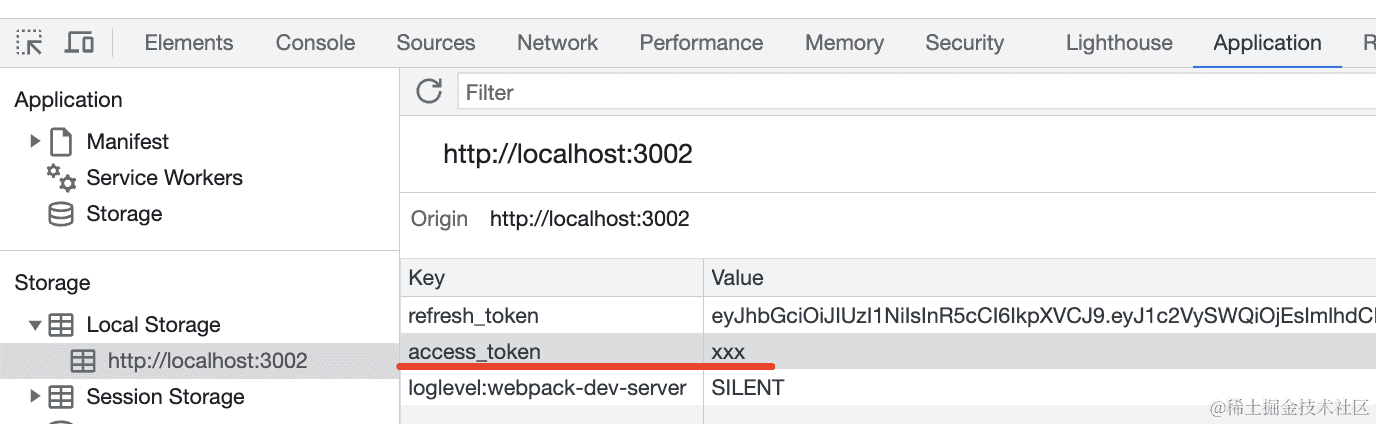 Elements Console Sources Network Performance Memory Security Lighthouse Application R
Application
Manifest
Service Workers
Storage
Storage
Local Storage
http://localhost:3002
Session Storage
Filter
http://localhost:3002
Origin http://localhost:3002
Key Value
refresh_token eyJhbGciOiJIUzI1NiIsInR5cCI6IkpXVCJ9.eyJ1c2VySWQiOjEsImlhdCI
access_token xxx
loglevel:webpack-dev-server SILENT
@稀土掘金技术社区